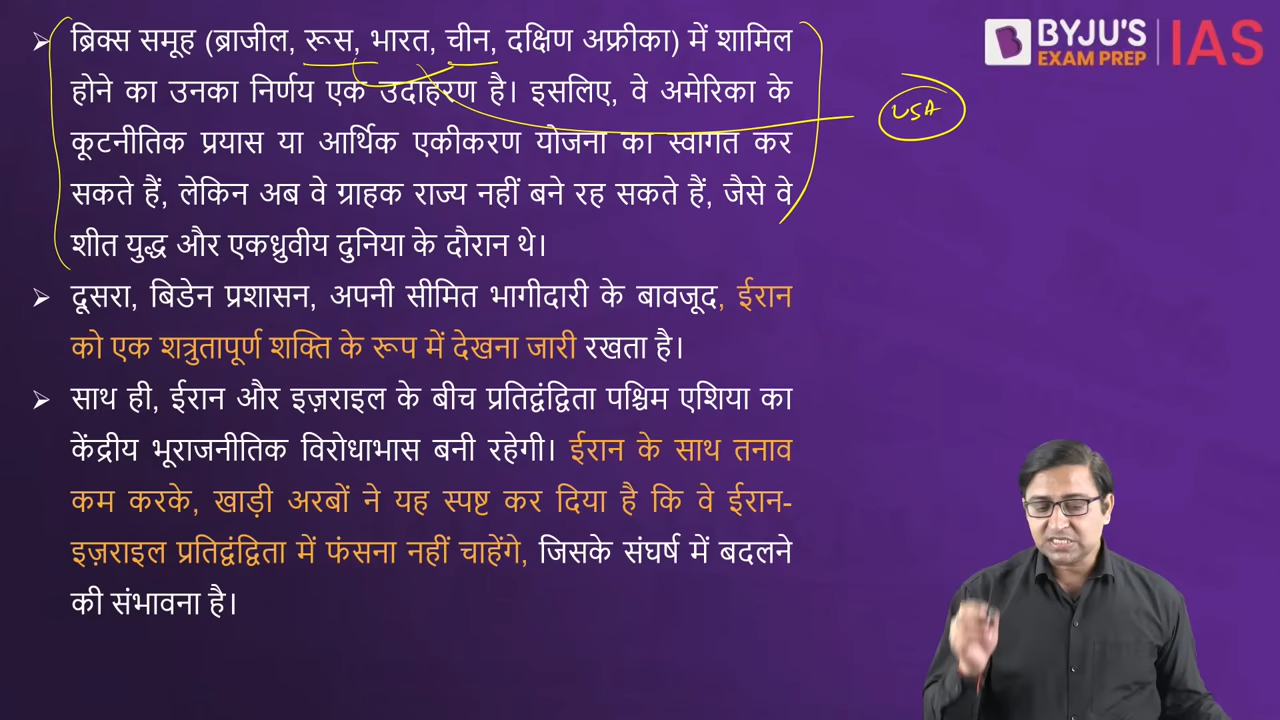 ➤ ब्रिक्स समूह (ब्राजील, रूस, भारत, चीन, दक्षिण अफ्रीका) में शामिल
होने का उनका निर्णय एक उदाहरण है। इसलिए, वे अमेरिका के
कूटनीतिक प्रयास या आर्थिक एकीकरण योजना का स्वागत कर
सकते हैं, लेकिन अब वे ग्राहक राज्य नहीं बने रह सकते हैं, जैसे वे
शीत युद्ध और एकध्रुवीय दुनिया के दौरान थे।
➤ दूसरा, बिडेन प्रशासन, अपनी सीमित भागीदारी के बावजूद, ईरान
को एक शत्रुतापूर्ण शक्ति के रूप में देखना जारी रखता है।
➤ साथ ही, ईरान और इज़राइल के बीच प्रतिद्वंद्विता पश्चिम एशिया का
केंद्रीय भूराजनीतिक विरोधाभास बनी रहेगी। ईरान के साथ तनाव
कम करके, खाड़ी अरबों ने यह स्पष्ट कर दिया है कि वे ईरान-
इज़राइल प्रतिद्वंद्विता में फंसना नहीं चाहेंगे, जिसके संघर्ष में बदलने
की संभावना है।
BYJU'S
EXAM PREP
IAS
USA